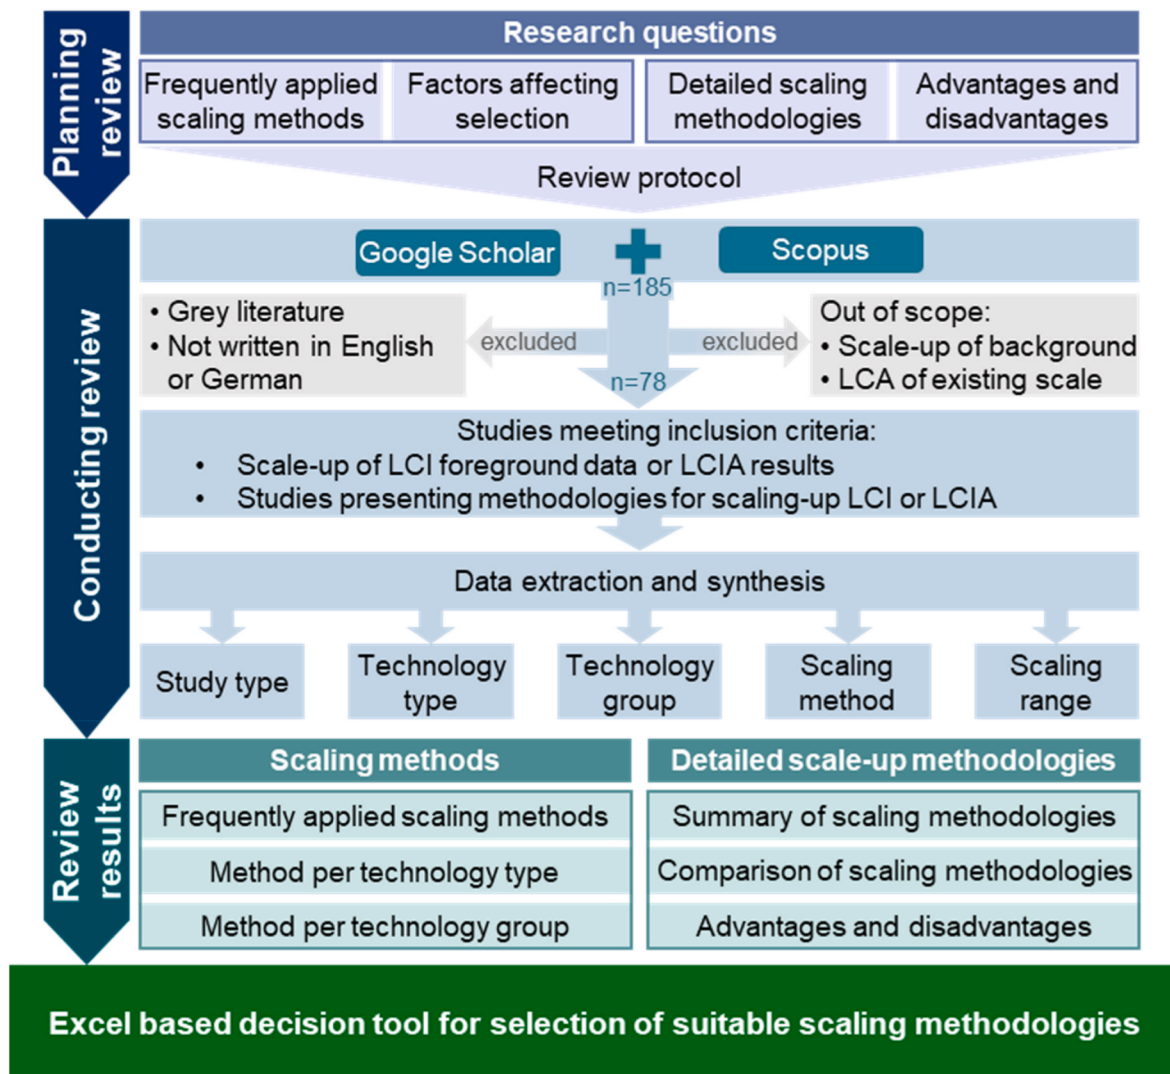 Planning
review
Research questions
Frequently applied
scaling methods
Factors affecting
selection
Detailed scaling
methodologies
Advantages and
disadvantages
Review protocol
Conducting review
Google Scholar
Scopus
n=185
• Grey literature
• Not written in English
or German
excluded
excluded
Out of scope:
• Scale-up of background
• LCA of existing scale
n=78
Studies meeting inclusion criteria:
• Scale-up of LCI foreground data or LCIA results
• Studies presenting methodologies for scaling-up LCI or LCIA
Data extraction and synthesis
Study type
Technology
type
Technology
group
Scaling
method
Scaling
range
Review
results
Scaling methods
Frequently applied scaling methods
Method per technology type
Method per technology group
Detailed scale-up methodologies
Summary of scaling methodologies
Comparison of scaling methodologies
Advantages and disadvantages
Excel based decision tool for selection of suitable scaling methodologies